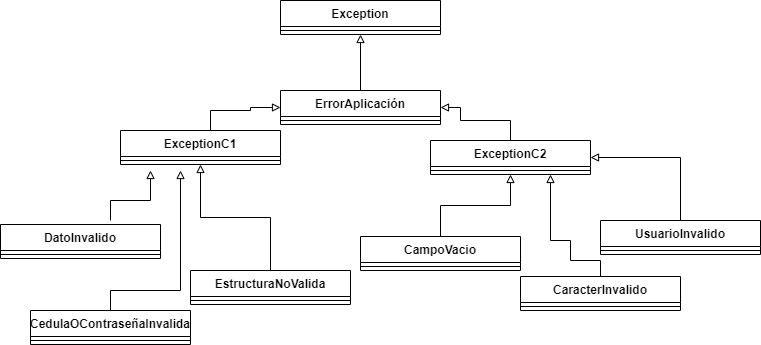 Exception
ErrorAplicación
ExceptionC1
ExceptionC2
DatoInvalido
UsuarioInvalido
CampoVacio
EstructuraNoValida
CaracterInvalido
CedulaOContraseñaInvalida